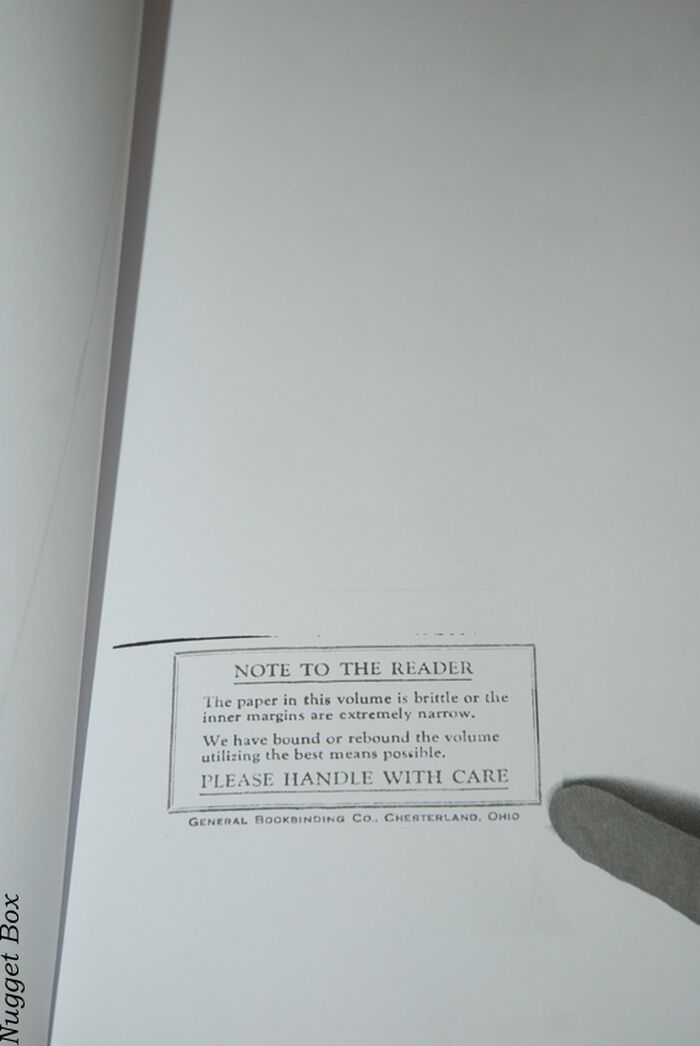 NOTE TO THE READER
The paper in this volume is brittle or the
inner margins are extremely narrow.
We have bound or rebound the volume
utilizing the best means possible.
PLEASE HANDLE WITH CARE
GENERAL BOOKBINDING CO., CHESTERLAND, OHIO
Nugget Box